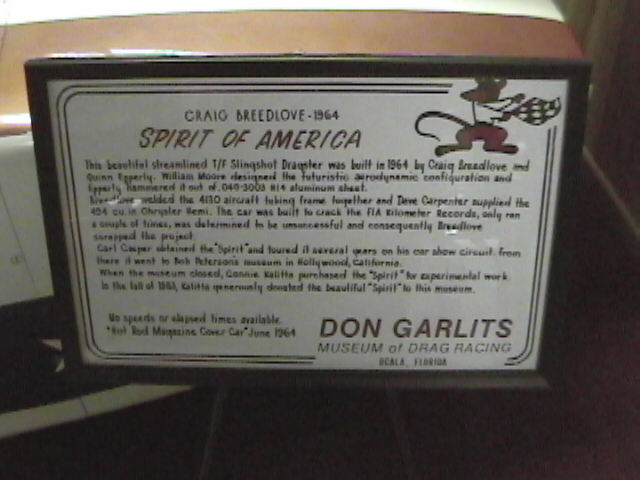 CRAIG BREEDLOVE-1964
SPIRIT OF AMERICA
This beautiful streamlined T/F Slingshot Dragster was built in 1964 by Craig Breedlove and
Quinn Epperly. William Moore designed the futuristic aerodynamic configuration and
Epperly hammered it out of .040-3003 H14 aluminum sheet.
Breedlove welded the 4130 aircraft tubing frame together and Dave Carpenter supplied the
494 cu. in Chrysler Hemi. The car was built to crack the FIA Kilometer Records, only ran
a couple of times, was determined to be unsuccessful and consequently Breedlove
scrapped the project.
Carl Casper obtained the "Spirit" and toured it several years on his car show circuit. From
there it went to Bob Petersen's museum in Hollywood, California.
When the museum closed, Connie Kalitta purchased the "Spirit" for experimental work.
In the fall of 1983, Kalitta generously donated the beautiful "Spirit" to this museum.
No speeds or elapsed times available.
"Hot Rod Magazine Cover Car" June 1964
DON GARLITS
MUSEUM of DRAG RACING
OCALA, FLORIDA